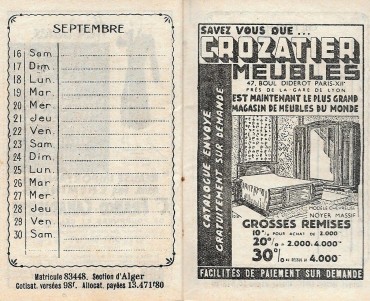 SEPTEMBRE
16 Sam.
17 Dim.
18 Lun.
19 Mar.
20 Mer.
21 Jeu
22 Ven.
23 Sam
24 Dim.
25 Lun.
26 Mar
27 Mer.
28 Jeu
29 Ven.
30 Sam.
Matricule 83448. Section d'Alger
Cotisat. versées 98f. Allocat. payées 13.471f80
SAVEZ VOUS QUE...
CROZATIER
MEUBLES
47, BOUL. DIDEROT PARIS-XIIe
PRÈS DE LA GARE DE LYON
EST MAINTENANT LE PLUS GRAND
MAGASIN DE MEUBLES DU MONDE
CATALOGUE ENVOYE
GRATUITEMENT SUR DEMANDE
MODELE CHEVREUSE
NOYER MASSIF
GROSSES REMISES
10% POUR ACHAT DE 2.000
20% " 2.000 à 4.000
30% AU DESSUS DE 4.000
FACILITÉS DE PAIEMENT SUR DEMANDE